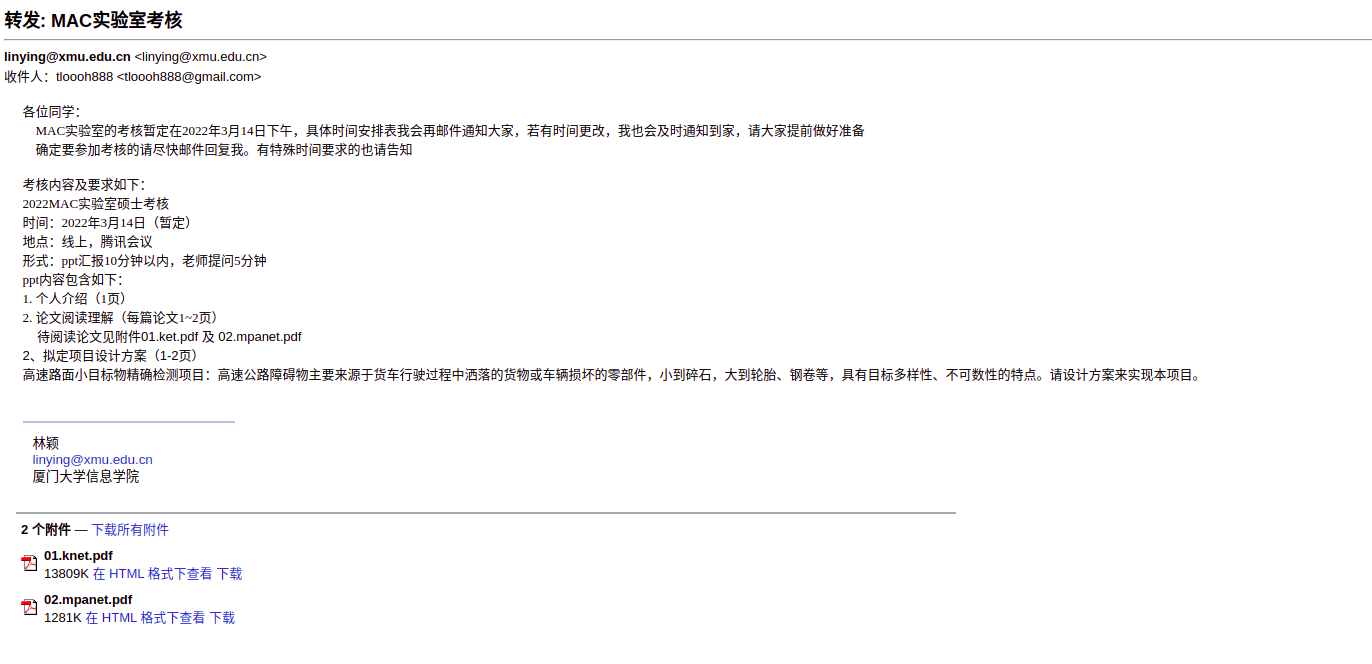 转发: MAC实验室考核
linying@xmu.edu.cn <linying@xmu.edu.cn>
收件人：tloooh888 <tloooh888@gmail.com>
各位同学：
MAC实验室的考核暂定在2022年3月14日下午，具体时间安排表我会再邮件通知大家，若有时间更改，我也会及时通知到家，请大家提前做好准备
确定要参加考核的请尽快邮件回复我。有特殊时间要求的也请告知
考核内容及要求如下：
2022MAC实验室硕士考核
时间：2022年3月14日（暂定）
地点：线上，腾讯会议
形式：ppt汇报10分钟以内，老师提问5分钟
ppt内容包含如下：
1. 个人介绍（1页）
2. 论文阅读理解（每篇论文1~2页）
待阅读论文见附件01.ket.pdf 及 02.mpanet.pdf
2、拟定项目设计方案（1-2页）
高速路面小目标物精确检测项目：高速公路障碍物主要来源于货车行驶过程中洒落的货物或车辆损坏的零部件，小到碎石，大到轮胎、钢卷等，具有目标多样性、不可数性的特点。请设计方案来实现本项目。
林颖
linying@xmu.edu.cn
厦门大学信息学院
2 个附件 — 下载所有附件
01.knet.pdf
13809K 在 HTML 格式下查看 下载
02.mpanet.pdf
1281K 在 HTML 格式下查看 下载